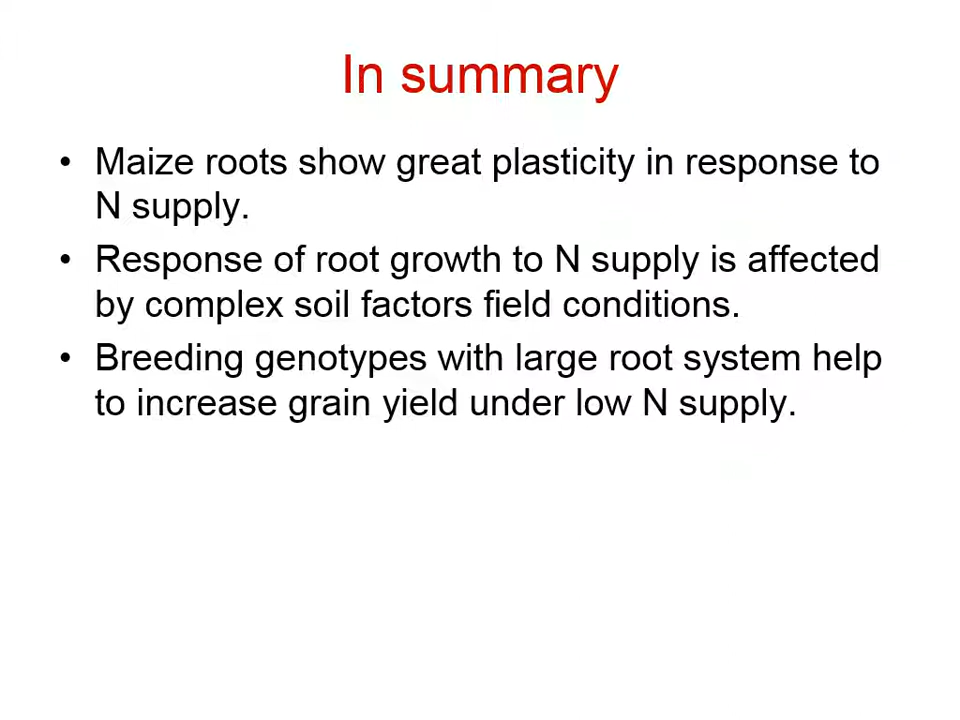 In summary
• Maize roots show great plasticity in response to
N supply.
• Response of root growth to N supply is affected
by complex soil factors field conditions.
• Breeding genotypes with large root system help
to increase grain yield under low N supply.